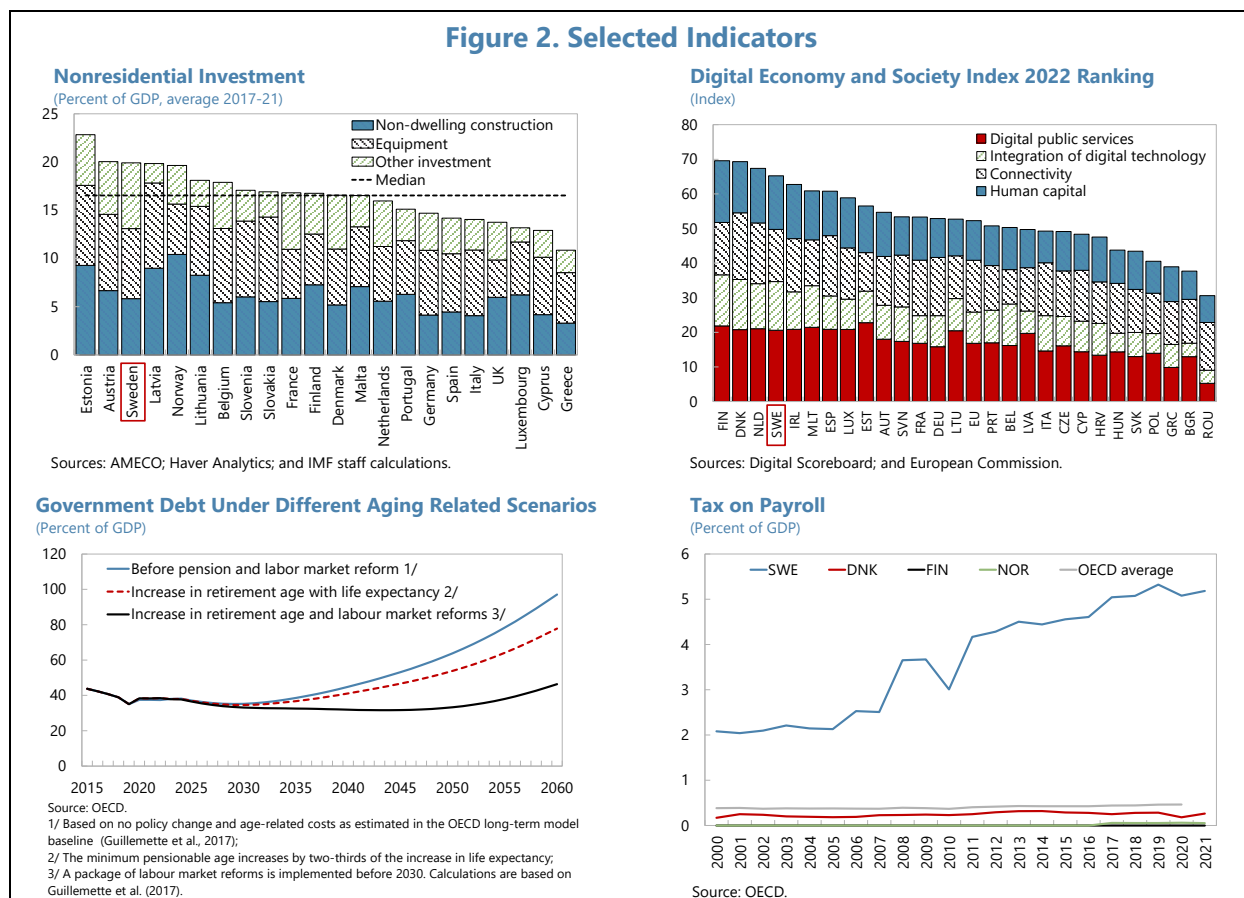 Figure 2. Selected Indicators
Nonresidential Investment
(Percent of GDP, average 2017-21)
25
20
15
10
5
0
Non-dwelling construction
Equipment
Other investment
Median
Estonia
Austria
Sweden
Latvia
Norway
Lithuania
Belgium
Slovenia
Slovakia
France
Finland
Denmark
Malta
Netherlands
Portugal
Germany
Spain
Italy
UK
Luxembourg
Cyprus
Greece
Sources: AMECO; Haver Analytics; and IMF staff calculations.
Digital Economy and Society Index 2022 Ranking
(Index)
80
70
60
50
40
30
20
10
0
Digital public services
Integration of digital technology
Connectivity
Human capital
FIN
DNK
NLD
SWE
IRL
MLT
ESP
LUX
EST
AUT
SVN
FRA
DEU
LTU
EU
PRT
BEL
LVA
ITA
CZE
CYP
HRV
HUN
SVK
POL
GRC
BGR
ROU
Sources: Digital Scoreboard; and European Commission.
Government Debt Under Different Aging Related Scenarios
(Percent of GDP)
120
100
80
60
40
20
0
Before pension and labor market reform 1/
Increase in retirement age with life expectancy 2/
Increase in retirement age and labour market reforms 3/
2015 2020 2025 2030 2035 2040 2045 2050 2055 2060
Source: OECD.
1/ Based on no policy change and age-related costs as estimated in the OECD long-term model
baseline (Guillemette et al., 2017);
2/ The minimum pensionable age increases by two-thirds of the increase in life expectancy;
3/ A package of labour market reforms is implemented before 2030. Calculations are based on
Guillemette et al. (2017).
Tax on Payroll
(Percent of GDP)
6
5
4
3
2
1
0
SWE DNK FIN NOR OECD average
2000
2001
2002
2003
2004
2005
2006
2007
2008
2009
2010
2011
2012
2013
2014
2015
2016
2017
2018
2019
2020
2021
Source: OECD.